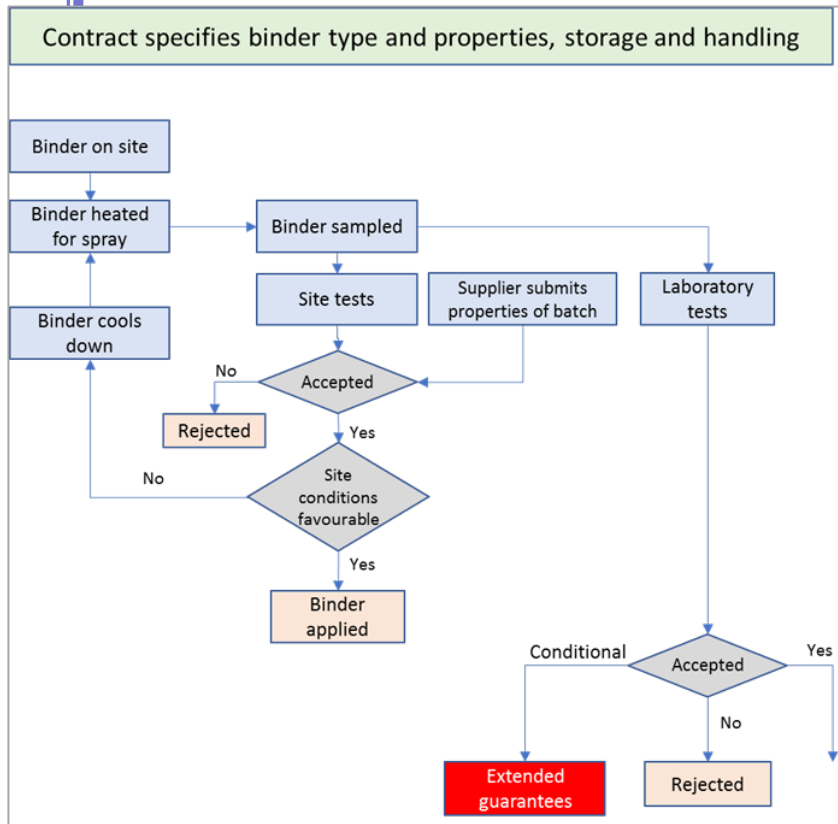 Contract specifies binder type and properties, storage and handling
Binder on site
Binder heated
for spray
Binder sampled
Site tests
Supplier submits
properties of batch
Laboratory
tests
Binder cools
down
No
Accepted
Rejected
Yes
No
Site
conditions
favourable
Yes
Binder
applied
Conditional
Accepted
Yes
No
Extended
guarantees
Rejected